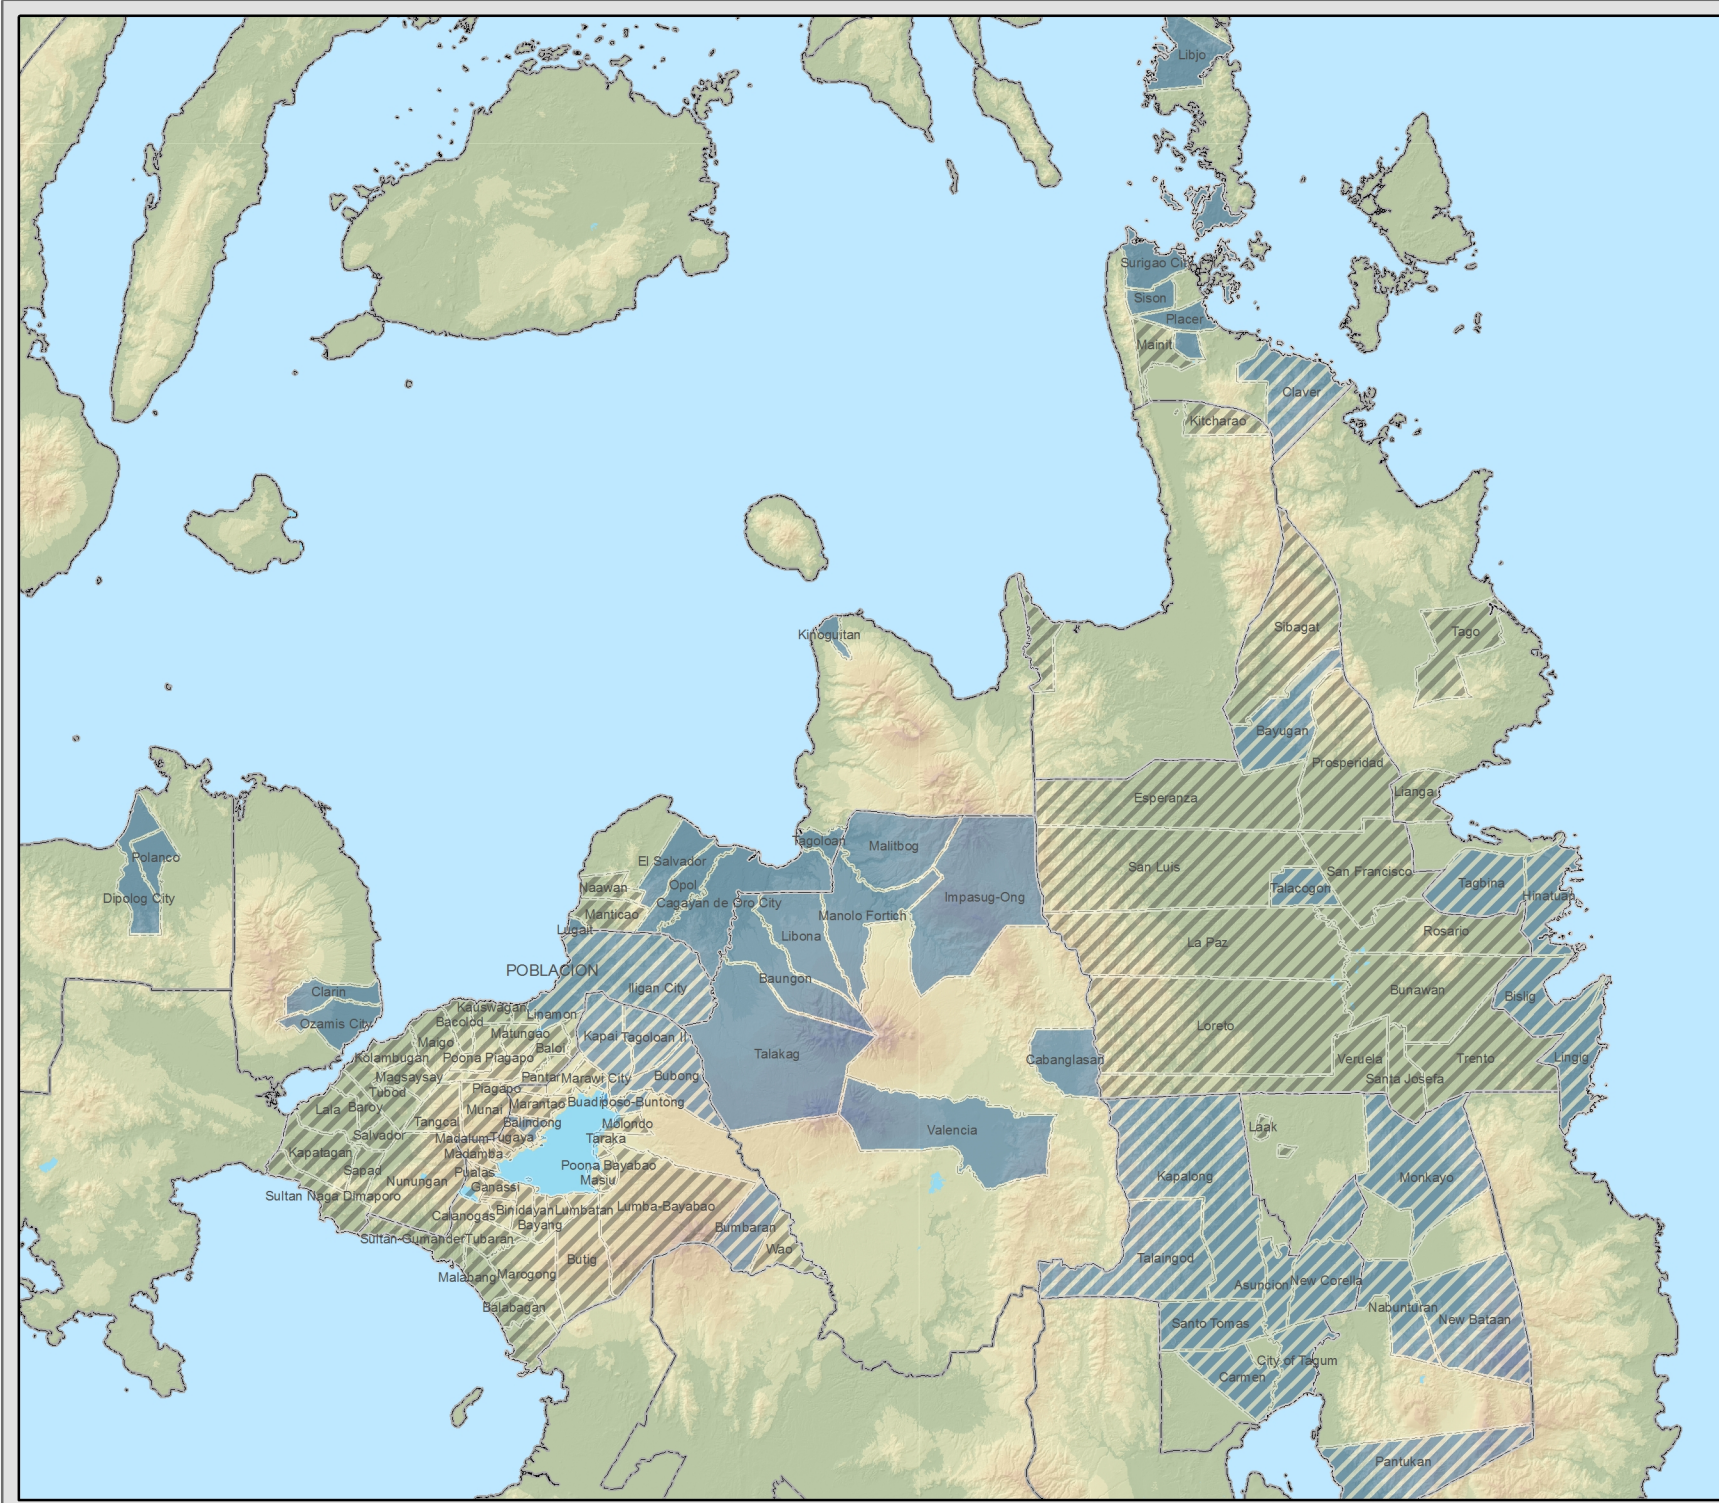 Libjo
Surigao Cit
Sison
Placer
Mainit
Claver
Kitcharao
Sibagat
Tago
Kinoguitan
Bayugan
Prosperidad
Lianga
Esperanza
Tagoloan
Malitbog
El Salvador
Polanco
San Luis
San Francisco
Talacogon
Tagbina
Hinatuan
Naawan
Opol
Cagayan de Oro City
Impasug-Ong
Dipolog City
Manticao
Manolo Fortich
Lugait
Libona
La Paz
Rosario
POBLACION
Baungon
Iligan City
Clarin
Bunawan
Bislig
Kauswagan
Linamon
Ozamis City
Bacolod
Matungao
Kapai
Tagoloan II
Loreto
Maigo
Baloi
Talakag
Kolambugan
Poona Piagapo
Cabanglasan
Veruela
Trento
Lingig
Magsaysay
Pantar
Marawi City
Bubong
Santa Josefa
Tubod
Piagapo
Lala
Baroy
Munai
Marantao
Buadiposo-Buntong
Tangcal
Balindong
Molondo
Valencia
Laak
Salvador
Madalum
Tugaya
Taraka
Kapatagan
Madamba
Sapad
Pualas
Poona Bayabao
Nunungan
Ganassi
Masiu
Kapalong
Monkayo
Sultan Naga Dimaporo
Calanogas
Binidayan
Lumbatan
Lumba-Bayabao
Bayang
Bumbaran
Sultan-Gumander
Tubaran
Butig
Wao
Talaingod
Malabang
Marogong
Asuncion
New Corella
Balabagan
Nabunturan
New Bataan
Santo Tomas
City of Tagum
Carmen
Pantukan